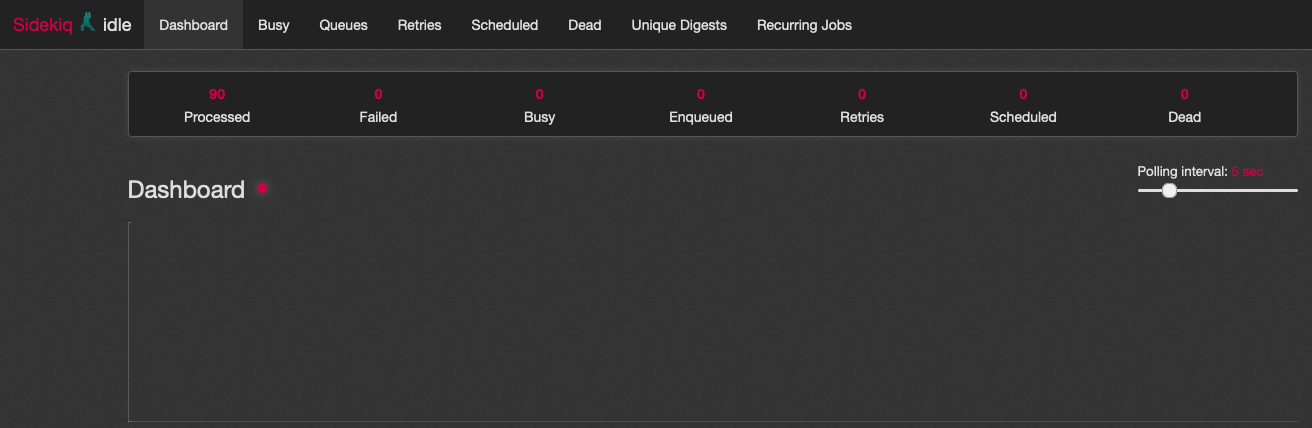 Sidekiq idle Dashboard Busy Queues Retries Scheduled Dead Unique Digests Recurring Jobs
90 0 0 0 0 0 0
Processed Failed Busy Enqueued Retries Scheduled Dead
Polling interval: 5 sec
Dashboard